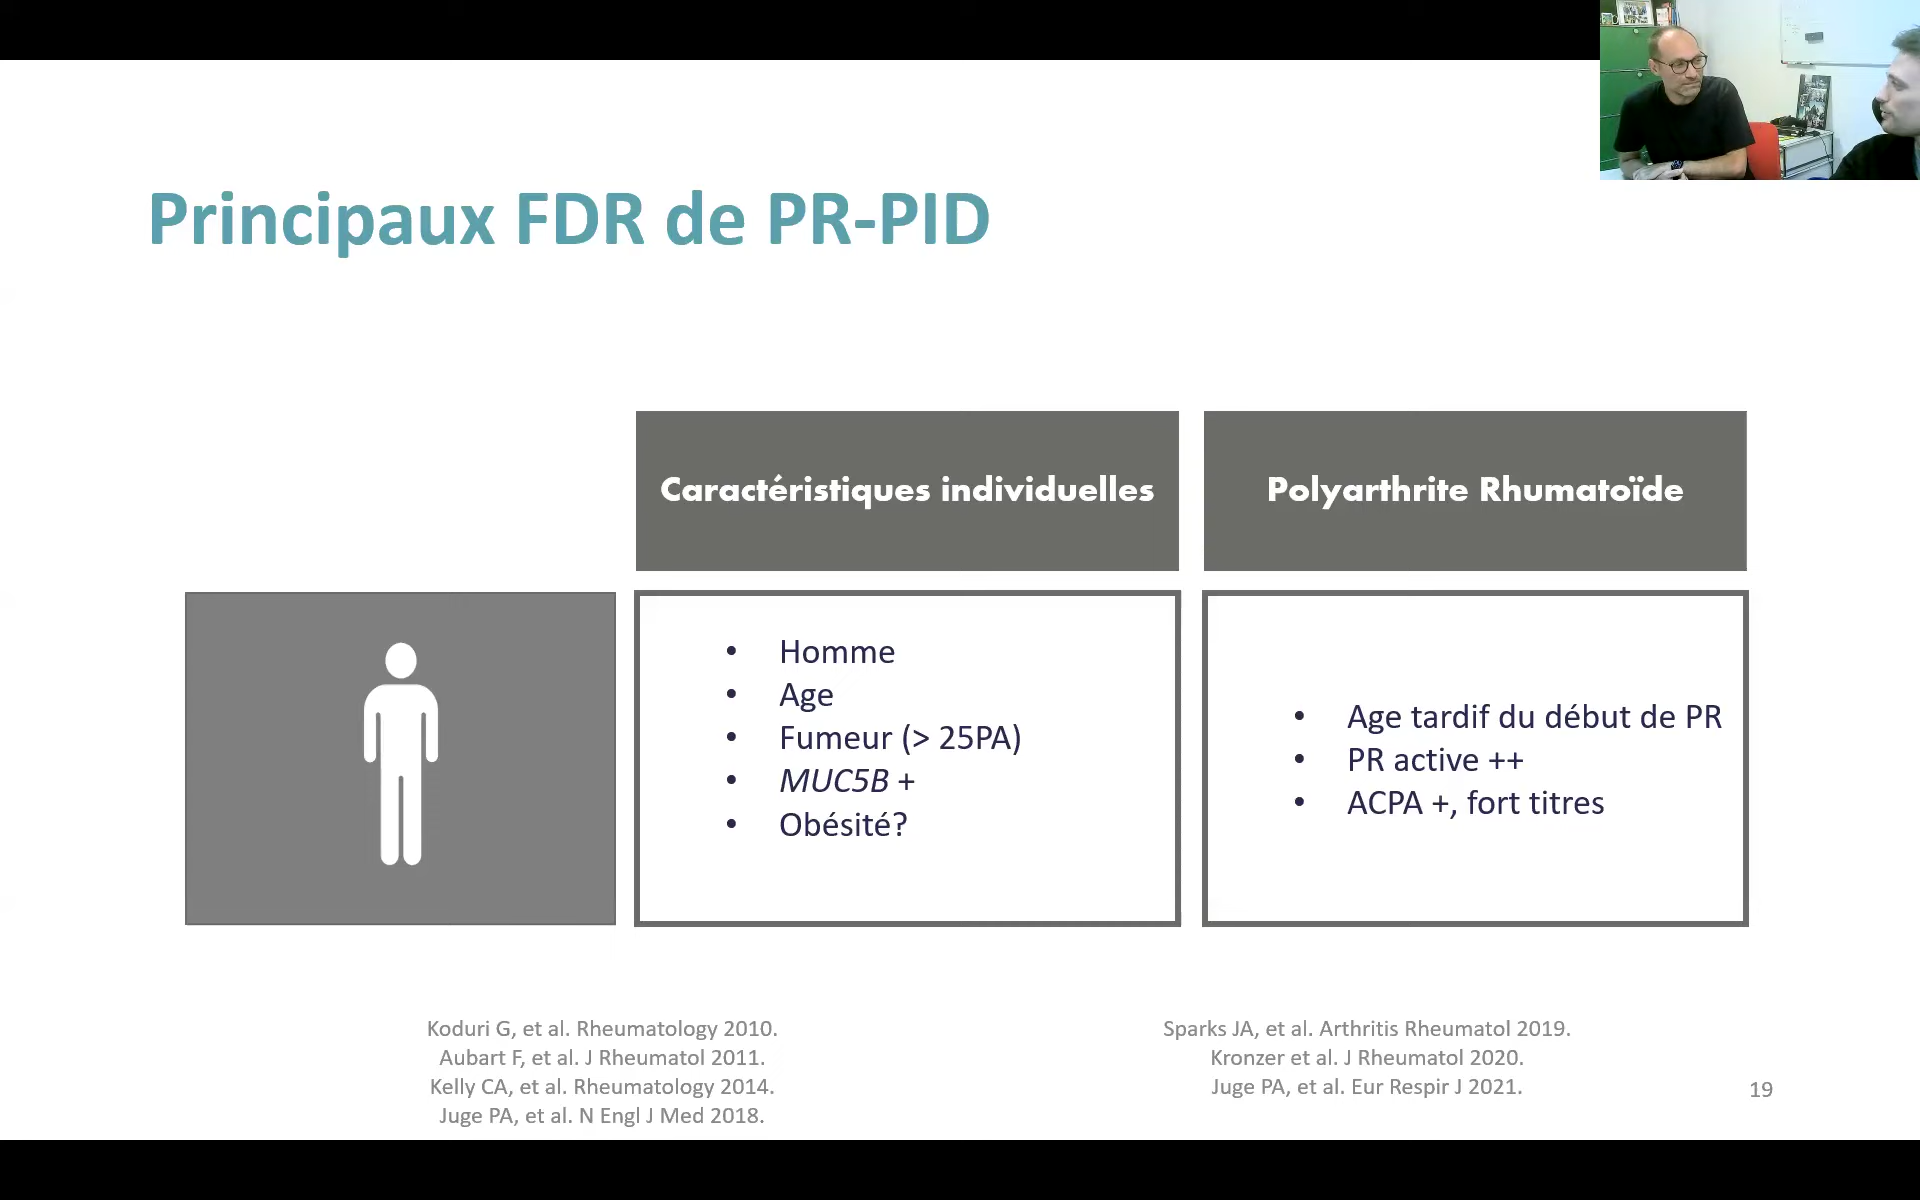 Principaux FDR de PR-PID
Caractéristiques individuelles
Polyarthrite Rhumatoïde
• Homme
• Age
• Fumeur (> 25PA)
• MUC5B +
• Obésité?
• Age tardif du début de PR
• PR active ++
• ACPA +, fort titres
Koduri G, et al. Rheumatology 2010.
Aubart F, et al. J Rheumatol 2011.
Kelly CA, et al. Rheumatology 2014.
Juge PA, et al. N Engl J Med 2018.
Sparks JA, et al. Arthritis Rheumatol 2019.
Kronzer et al. J Rheumatol 2020.
Juge PA, et al. Eur Respir J 2021.
19